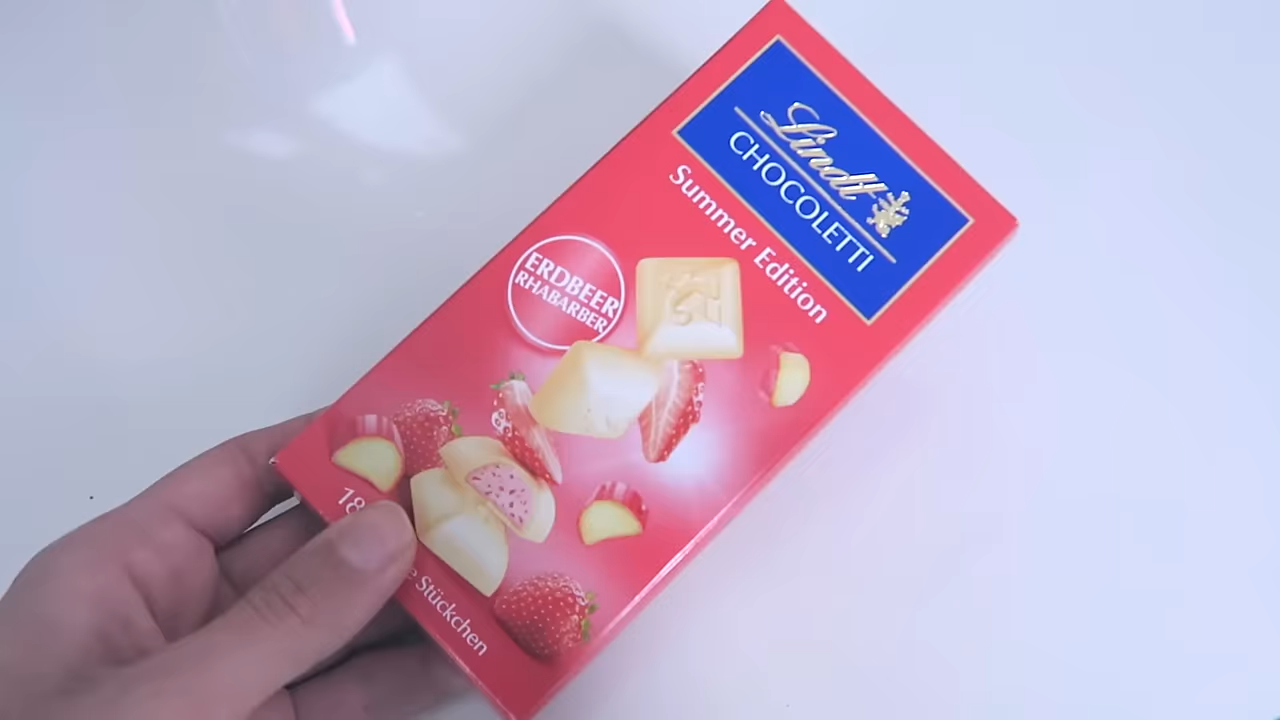 Lindt
CHOCOLETTI
Summer Edition
ERDBEER
RHABARBER
18
Stückchen